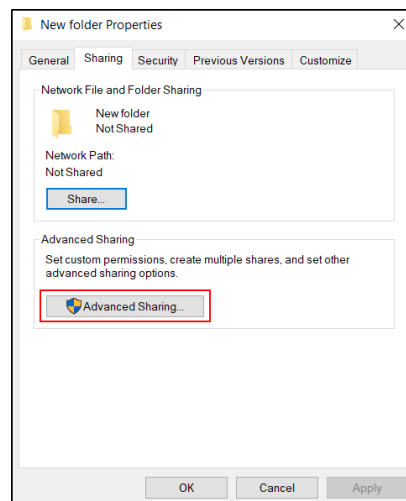 New folder Properties
General Sharing Security Previous Versions Customize
Network File and Folder Sharing
New folder
Not Shared
Network Path:
Not Shared
Share...
Advanced Sharing
Set custom permissions, create multiple shares, and set other
advanced sharing options.
Advanced Sharing...
OK Cancel Apply